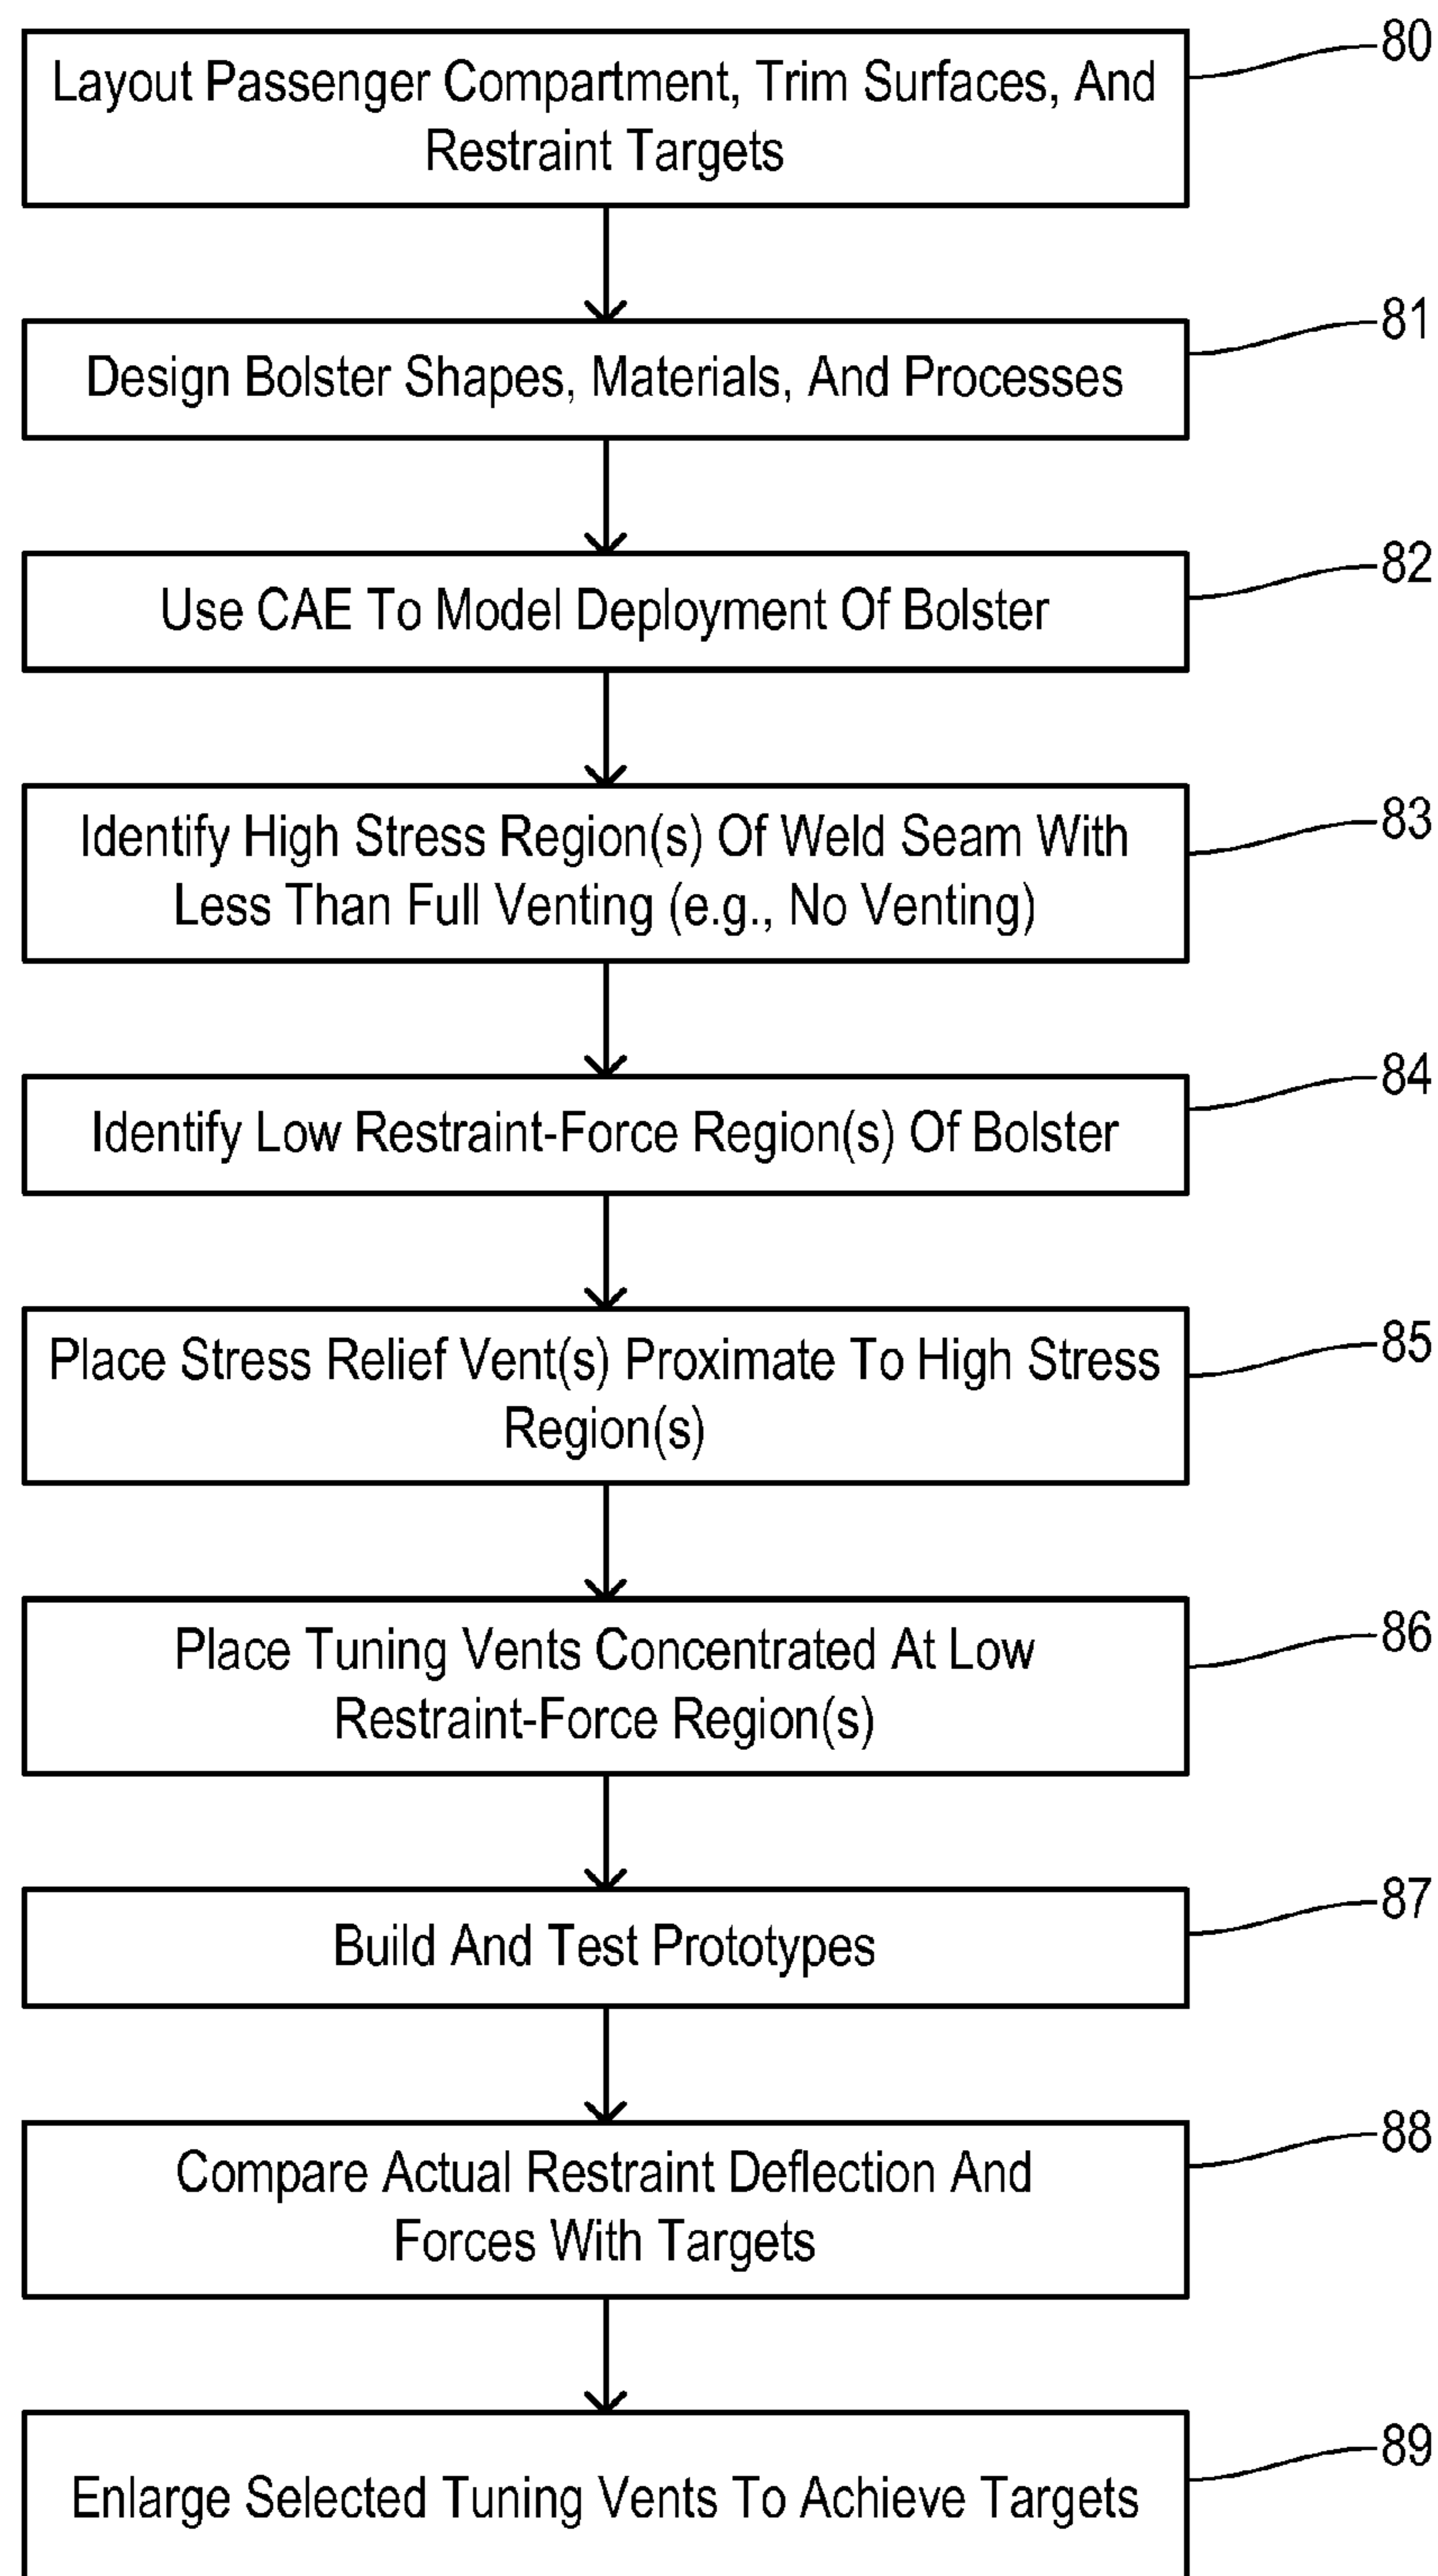 80
Layout Passenger Compartment, Trim Surfaces, And
Restraint Targets
81
Design Bolster Shapes, Materials, And Processes
82
Use CAE To Model Deployment Of Bolster
83
Identify High Stress Region(s) Of Weld Seam With
Less Than Full Venting (e.g., No Venting)
84
Identify Low Restraint-Force Region(s) Of Bolster
85
Place Stress Relief Vent(s) Proximate To High Stress
Region(s)
86
Place Tuning Vents Concentrated At Low
Restraint-Force Region(s)
87
Build And Test Prototypes
88
Compare Actual Restraint Deflection And
Forces With Targets
89
Enlarge Selected Tuning Vents To Achieve Targets